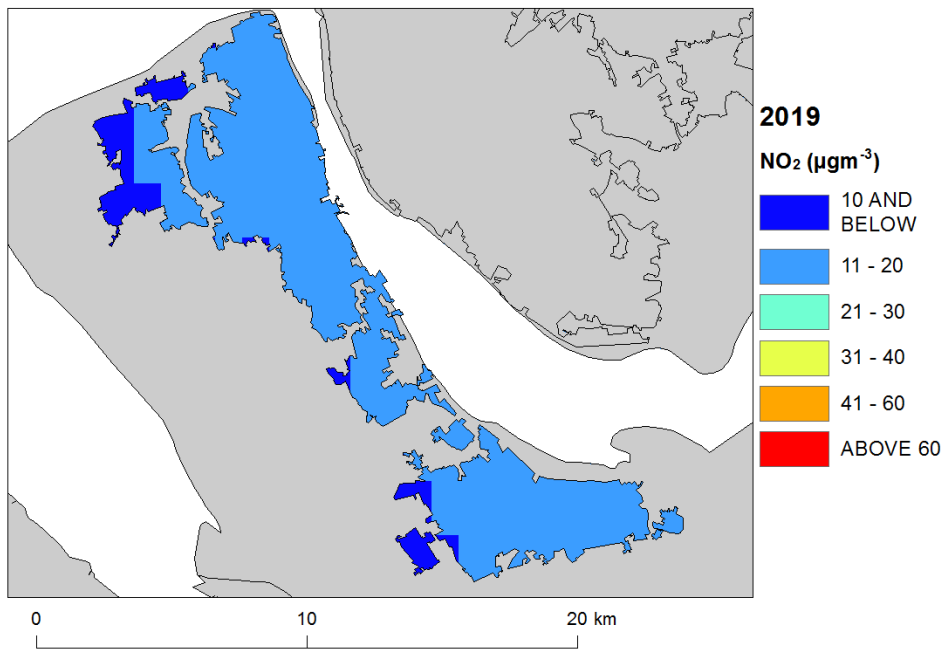 2019
NO₂ (µgm⁻³)
10 AND
BELOW
11 - 20
21 - 30
31 - 40
41 - 60
ABOVE 60
0 10 20 km